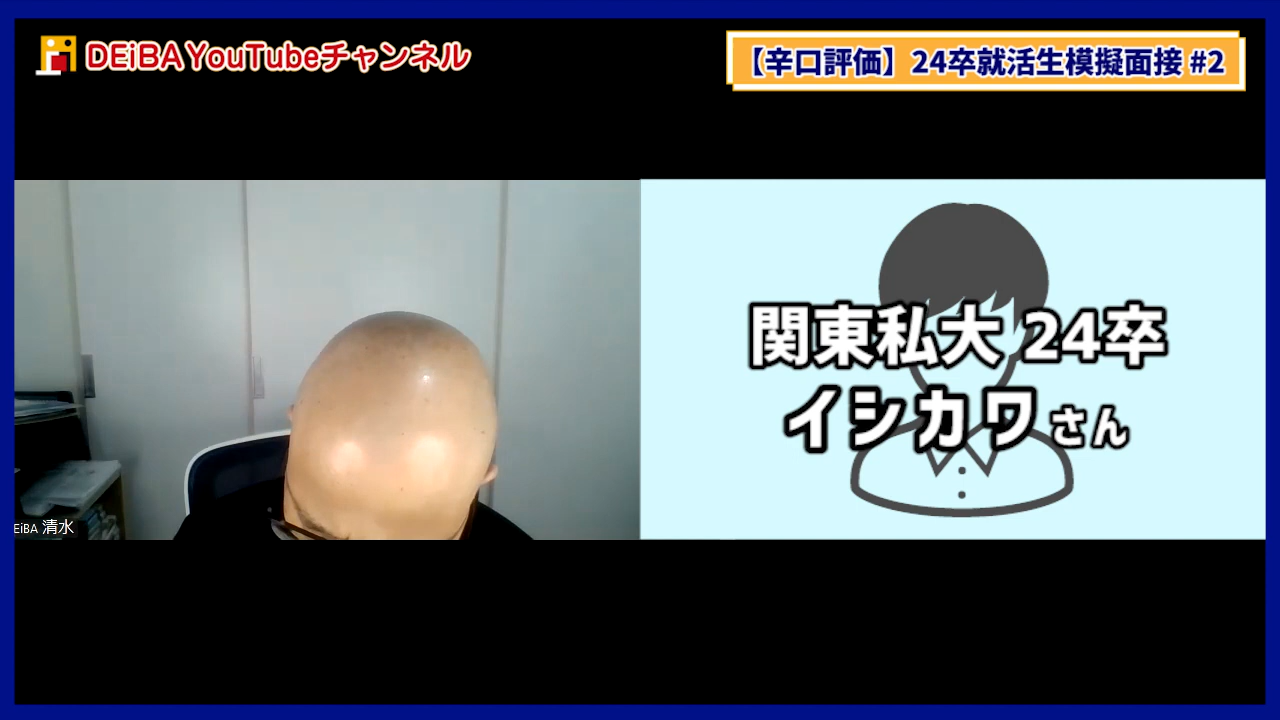 DEiBA YouTubeチャンネル
【辛口評価】24卒就活生模擬面接 #2
関東私大 24卒
イシカワさん
EiBA 清水